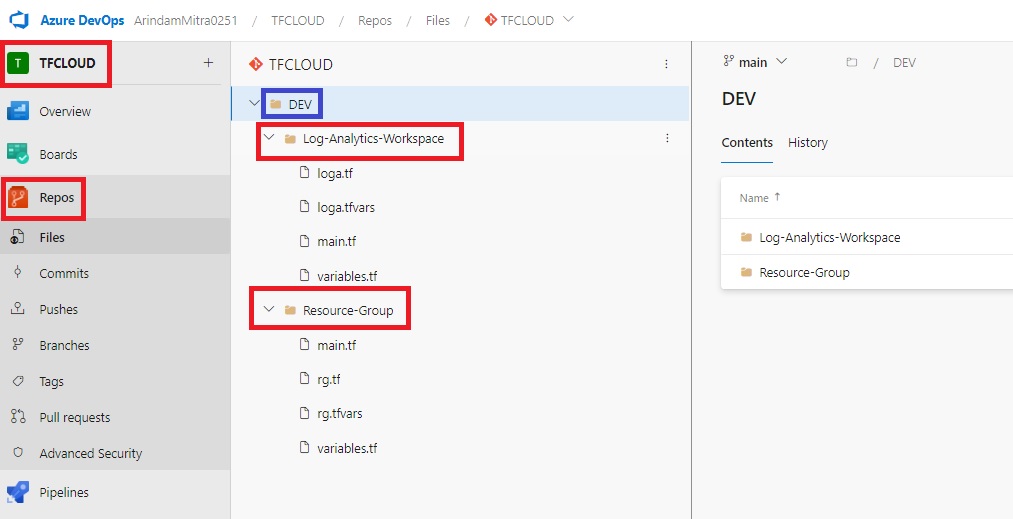 Azure DevOps ArindamMitra0251 / TFCLOUD / Repos / Files / TFCLOUD
T TFCLOUD +
Overview
Boards
Repos
Files
Commits
Pushes
Branches
Tags
Pull requests
Advanced Security
Pipelines
TFCLOUD
DEV
Log-Analytics-Workspace
loga.tf
loga.tfvars
main.tf
variables.tf
Resource-Group
main.tf
rg.tf
rg.tfvars
variables.tf
main / DEV
DEV
Contents History
Name ↑
Log-Analytics-Workspace
Resource-Group